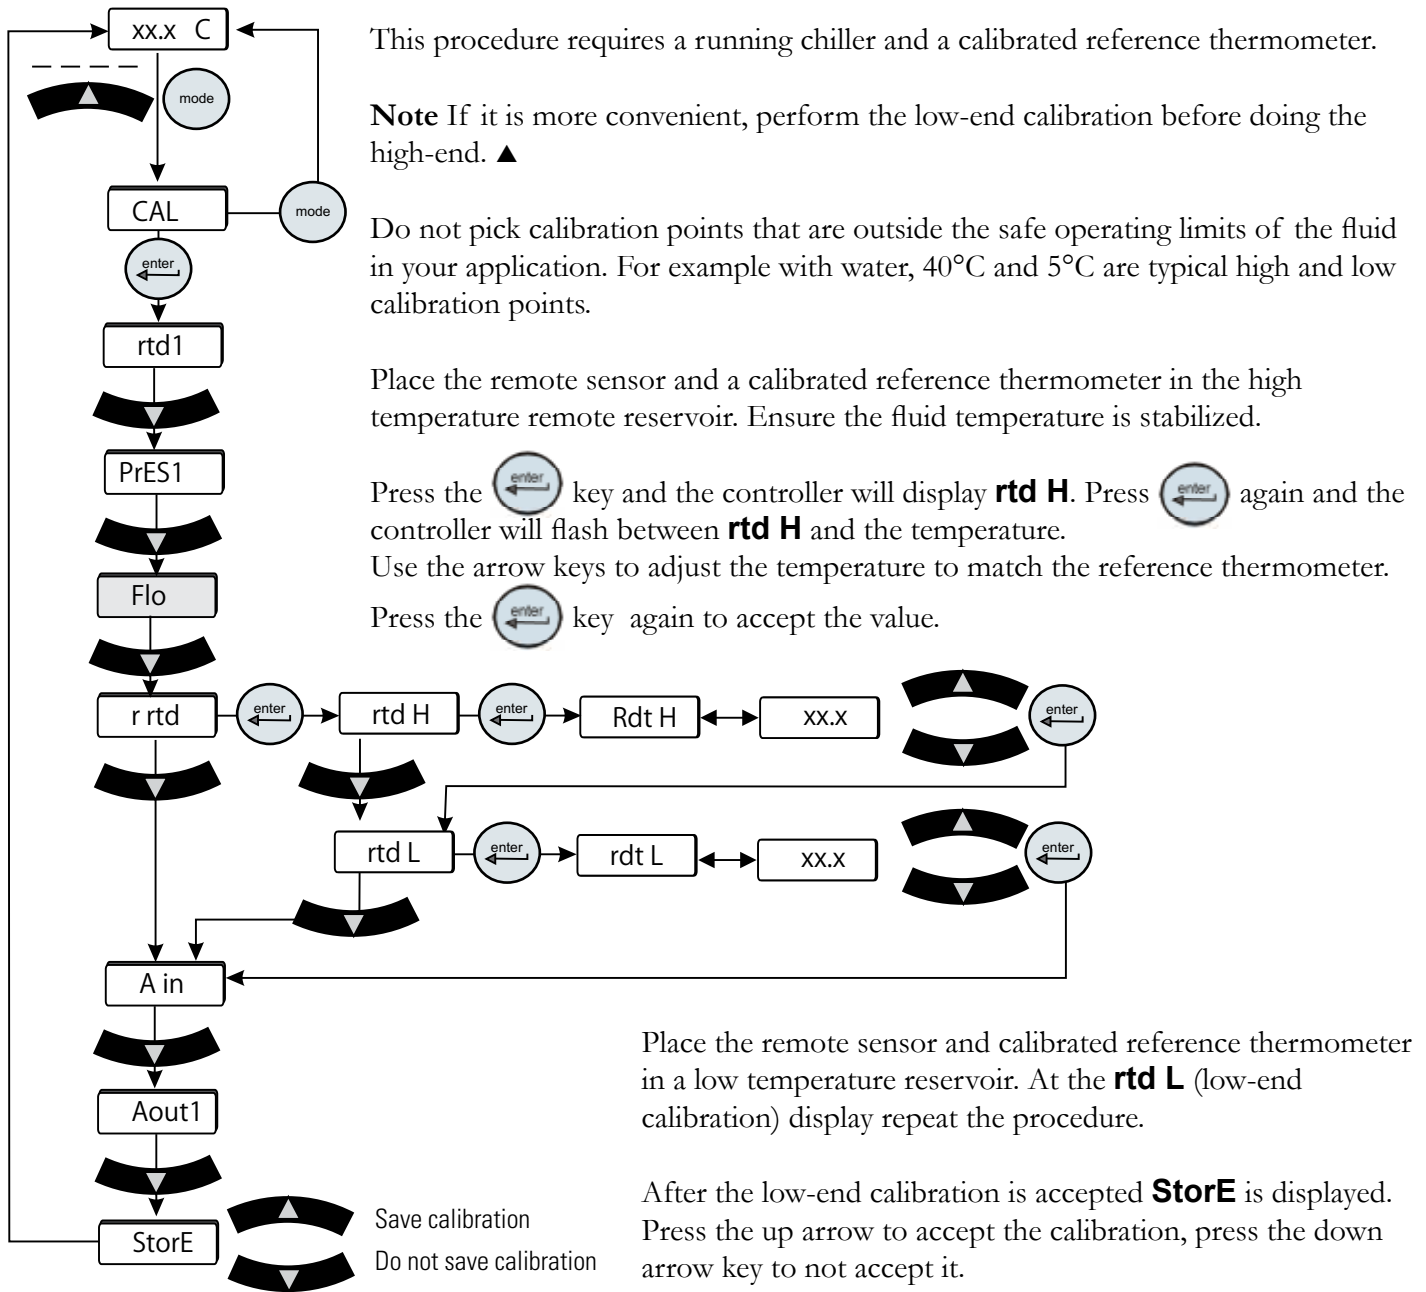 xx.x C
This procedure requires a running chiller and a calibrated reference thermometer.
mode
Note If it is more convenient, perform the low-end calibration before doing the
high-end. ▲
CAL
mode
Do not pick calibration points that are outside the safe operating limits of the fluid
in your application. For example with water, 40°C and 5°C are typical high and low
calibration points.
enter
rtd1
Place the remote sensor and a calibrated reference thermometer in the high
temperature remote reservoir. Ensure the fluid temperature is stabilized.
PrES1
Press the enter key and the controller will display rtd H. Press enter again and the
controller will flash between rtd H and the temperature.
Use the arrow keys to adjust the temperature to match the reference thermometer.
Press the enter key again to accept the value.
Flo
r rtd
enter
rtd H
enter
Rdt H
xx.x
enter
rtd L
enter
rdt L
xx.x
enter
A in
Place the remote sensor and calibrated reference thermometer
in a low temperature reservoir. At the rtd L (low-end
calibration) display repeat the procedure.
Aout1
After the low-end calibration is accepted StorE is displayed.
Press the up arrow to accept the calibration, press the down
arrow key to not accept it.
StorE
Save calibration
Do not save calibration